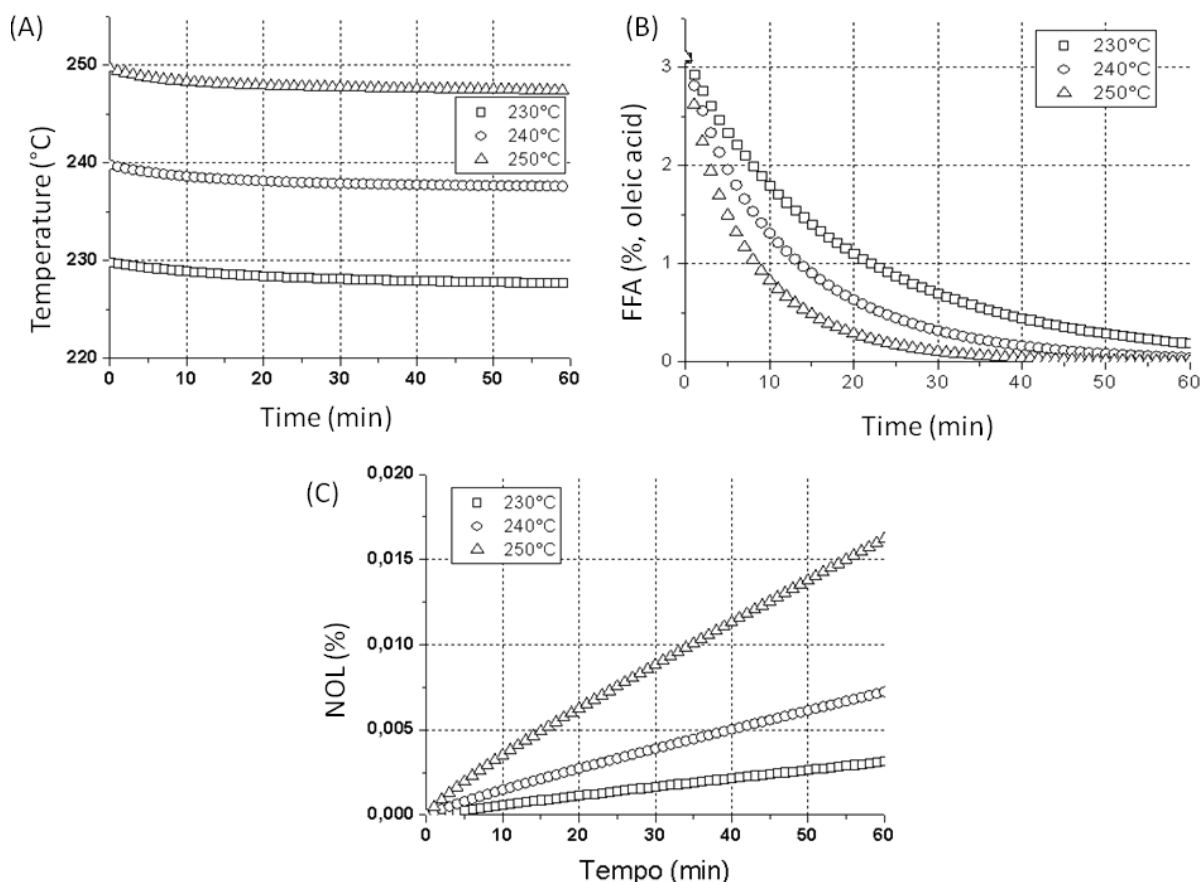 (A)
Temperature (°C)
250
240
230
220
230°C
240°C
250°C
0 10 20 30 40 50 60
Time (min)
(B)
FFA (%, oleic acid)
3
2
1
0
230°C
240°C
250°C
0 10 20 30 40 50 60
Time (min)
(C)
NOL (%)
0,020
0,015
0,010
0,005
0,000
230°C
240°C
250°C
0 10 20 30 40 50 60
Tempo (min)